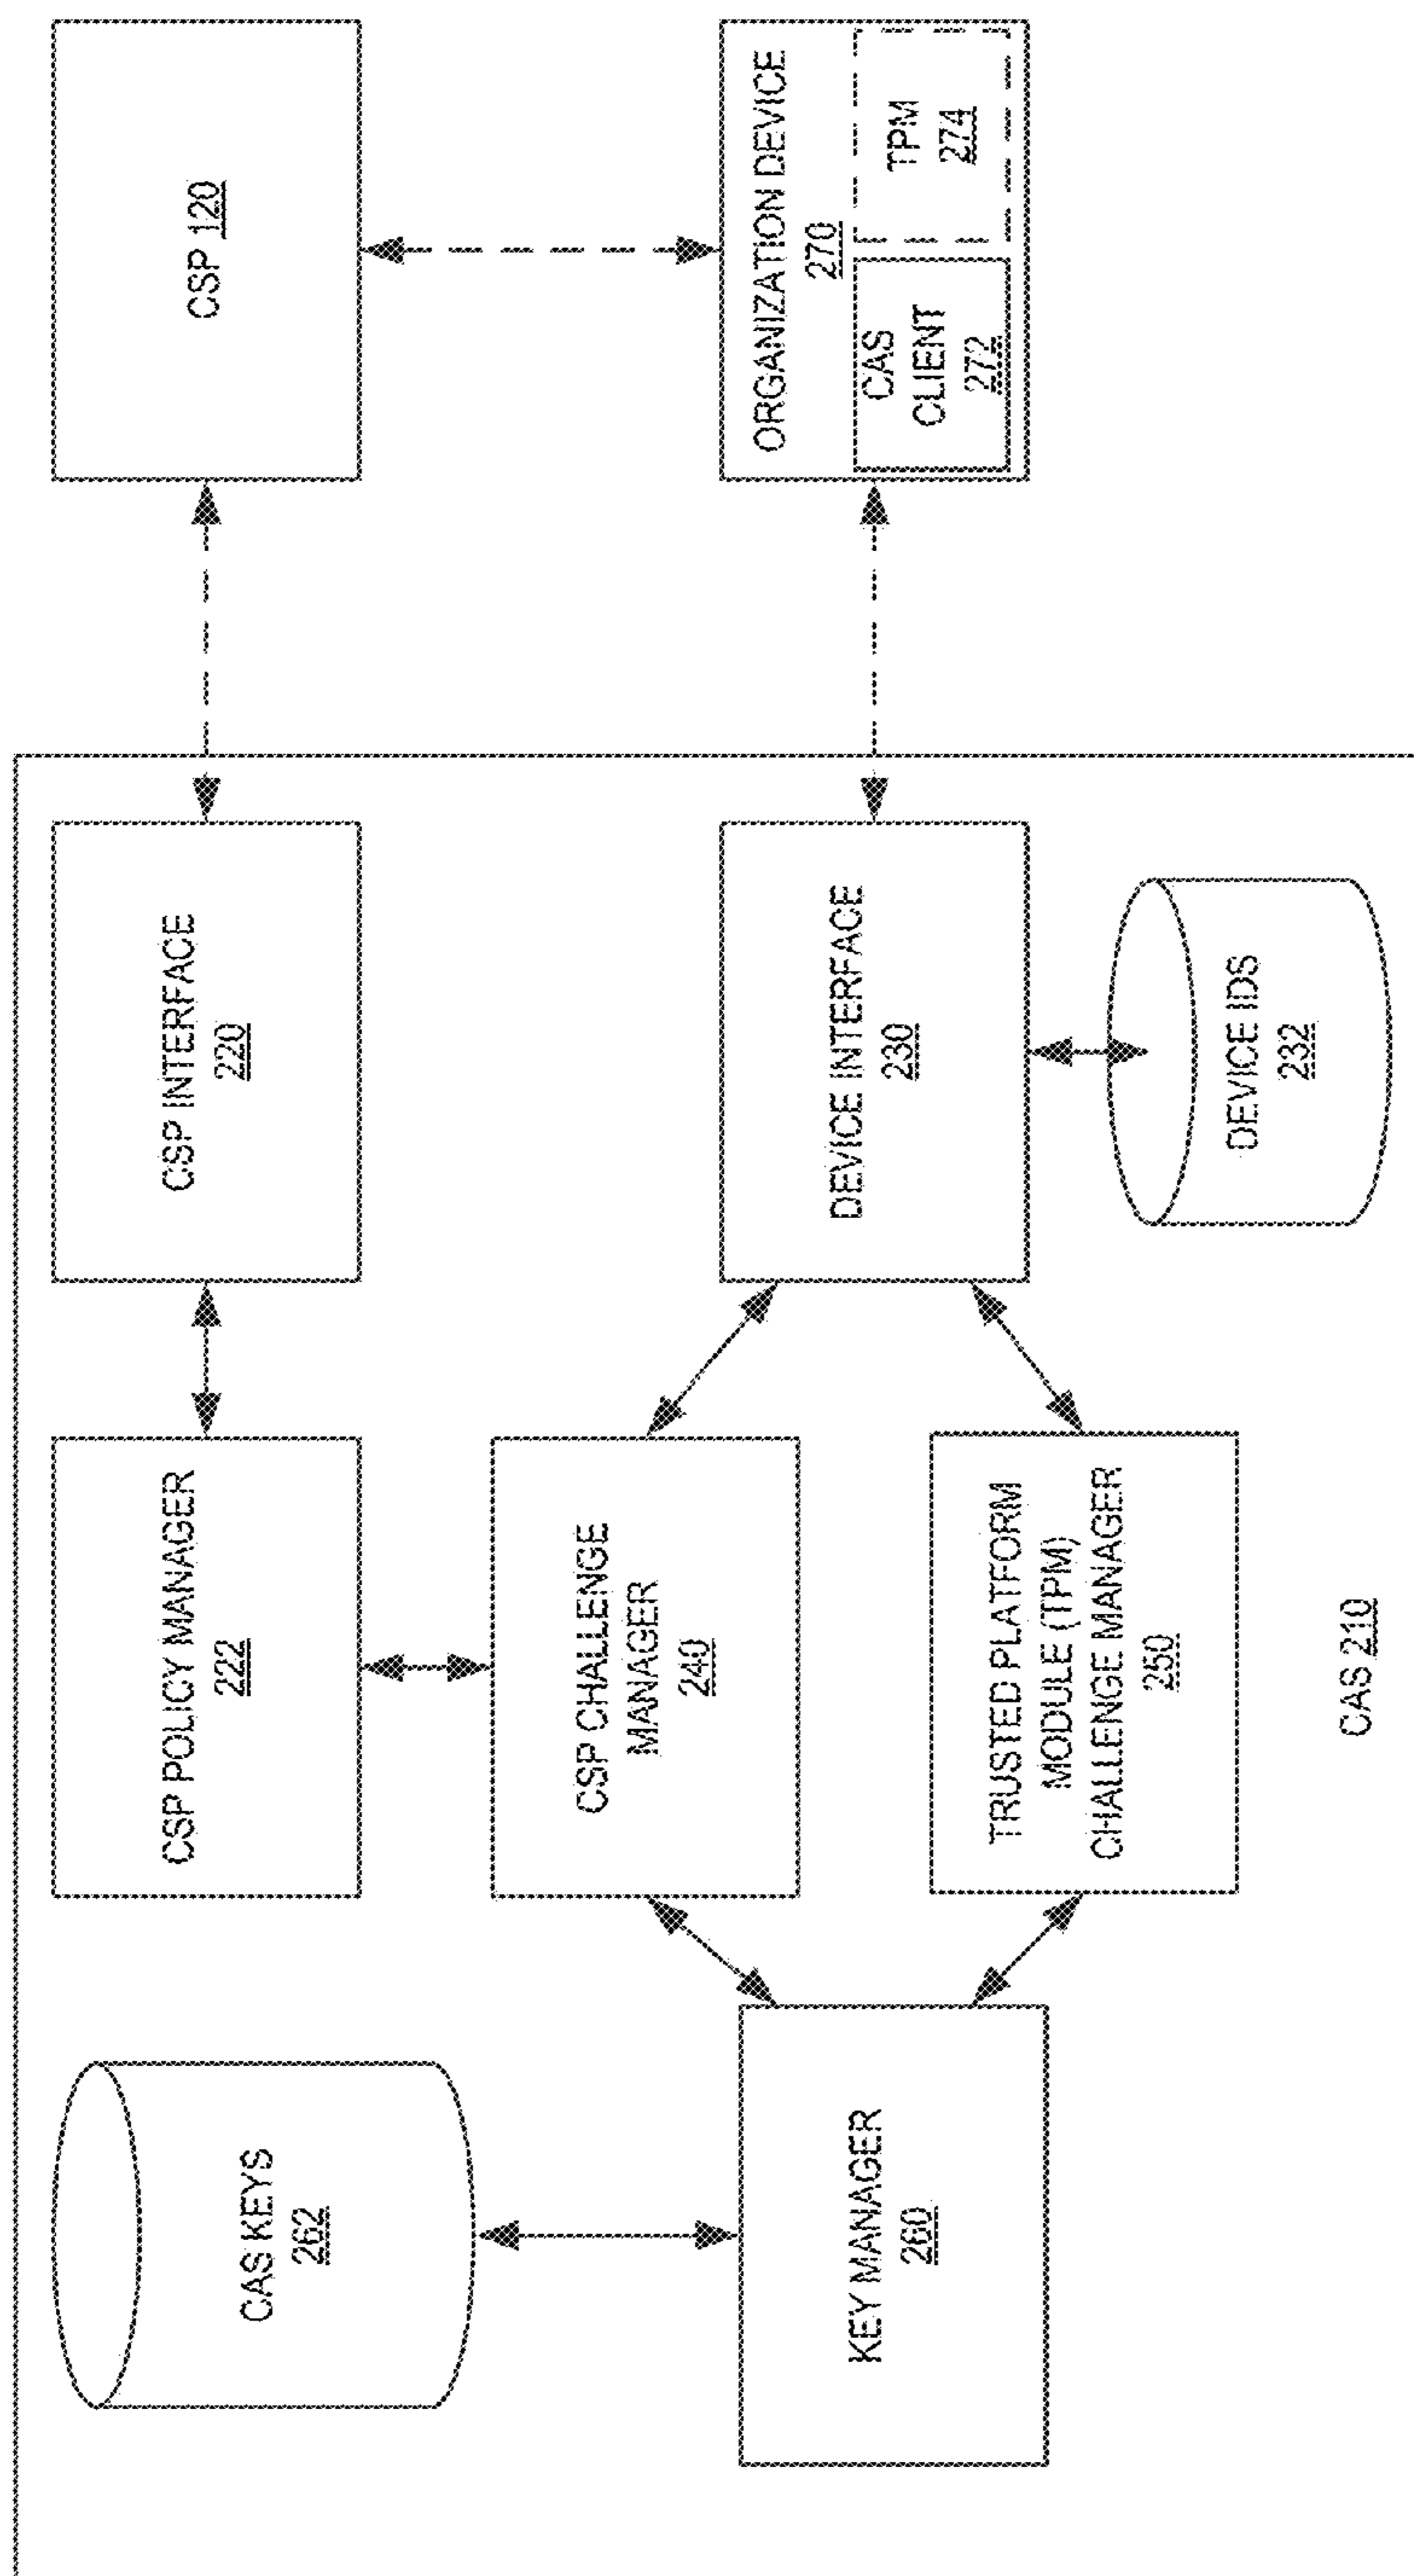 CAS KEYS
262
KEY MANAGER
260
CSP POLICY MANAGER
222
CSP CHALLENGE
MANAGER
240
TRUSTED PLATFORM
MODULE (TPM)
CHALLENGE MANAGER
250
CAS 210
CSP INTERFACE
220
DEVICE INTERFACE
230
DEVICE IDS
232
CSP 120
ORGANIZATION DEVICE
270
CAS
CLIENT
272
TPM
274